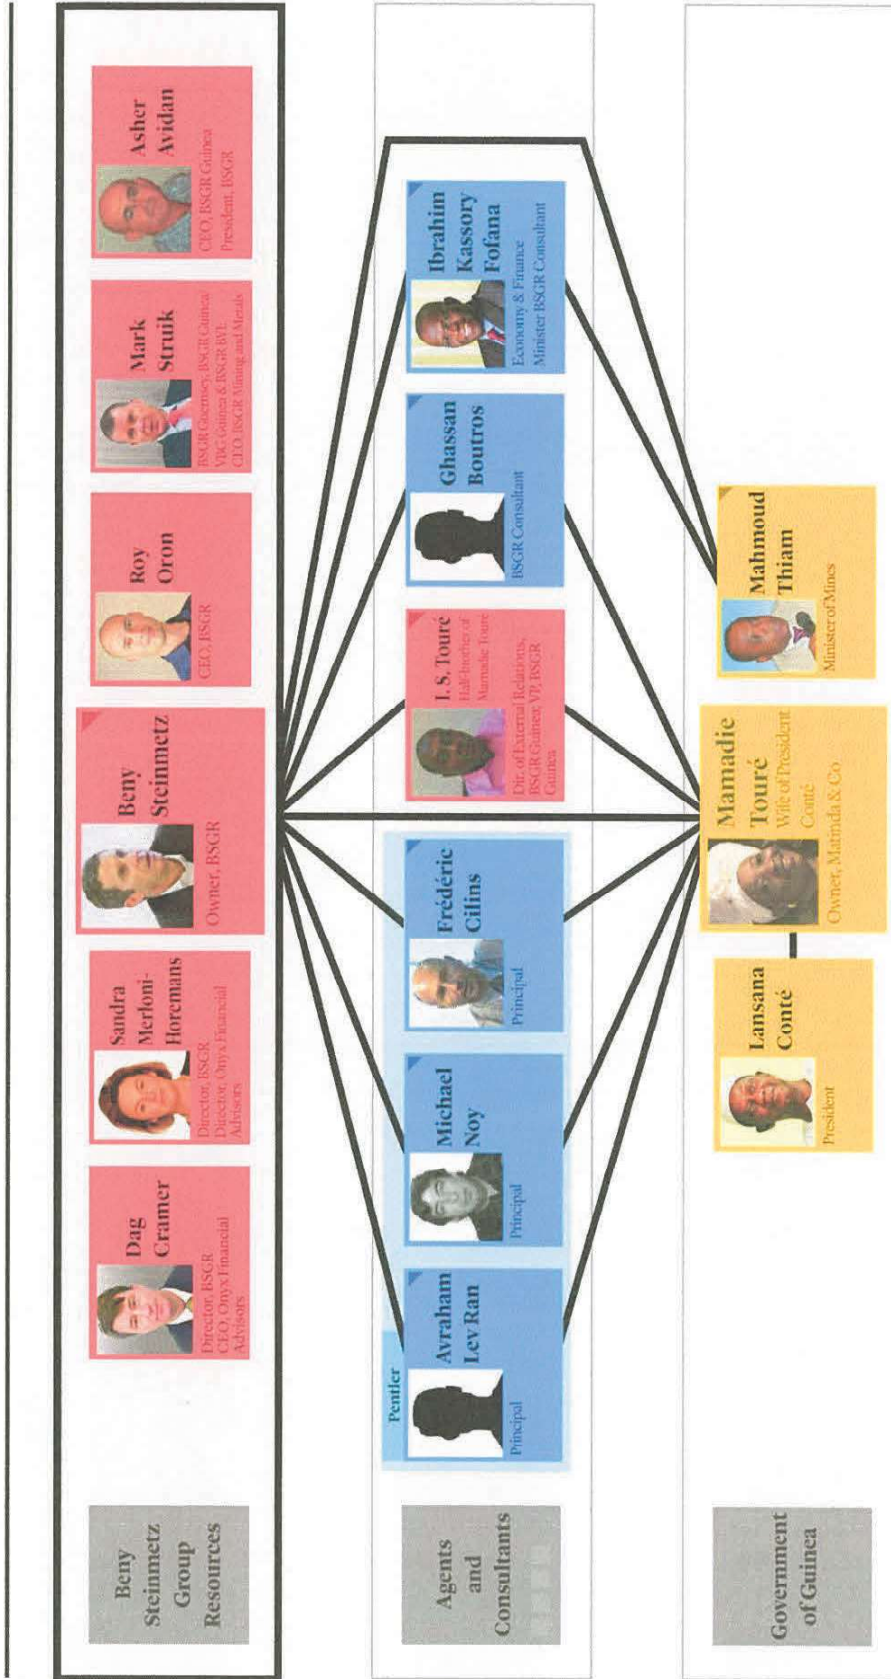 Beny
Steinmetz
Group
Resources
Dag
Cramer
Director, BSGR
CEO, Onyx Financial
Advisors
Sandra
Merloni-
Horemans
Director, BSGR
Director, Onyx Financial
Advisors
Beny
Steinmetz
Owner, BSGR
Roy
Oron
CEO, BSGR
Mark
Struik
BSGR Guernsey, BSGR Guinea
VBG Guinea & BSGR BVI;
CEO, BSGR Mining and Metals
Asher
Avidan
CEO, BSGR Guinea
President, BSGR
Agents
and
Consultants
Pentler
Avraham
Lev Ran
Principal
Michael
Noy
Principal
Frédéric
Cilins
Principal
I. S. Touré
Half-brother of
Mamadie Touré
Dir. of External Relations,
BSGR Guinea; VP, BSGR
Guinea
Ghassan
Boutros
BSGR Consultant
Ibrahim
Kassory
Fofana
Economy & Finance
Minister BSGR Consultant
Government
of Guinea
Lansana
Conté
President
Mamadie
Touré
Wife of President
Conté
Owner, Matinda & Co.
Mahmoud
Thiam
Minister of Mines